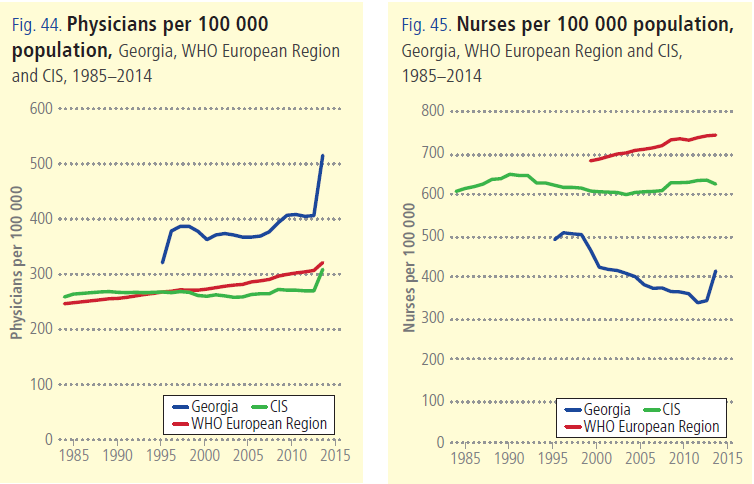 Fig. 44. Physicians per 100 000
population, Georgia, WHO European Region
and CIS, 1985–2014
600
500
400
300
200
100
0
Physicians per 100 000
Georgia CIS
WHO European Region
1985 1990 1995 2000 2005 2010 2015
Fig. 45. Nurses per 100 000 population,
Georgia, WHO European Region and CIS,
1985–2014
800
700
600
500
400
300
200
100
0
Nurses per 100 000
Georgia CIS
WHO European Region
1985 1990 1995 2000 2005 2010 2015